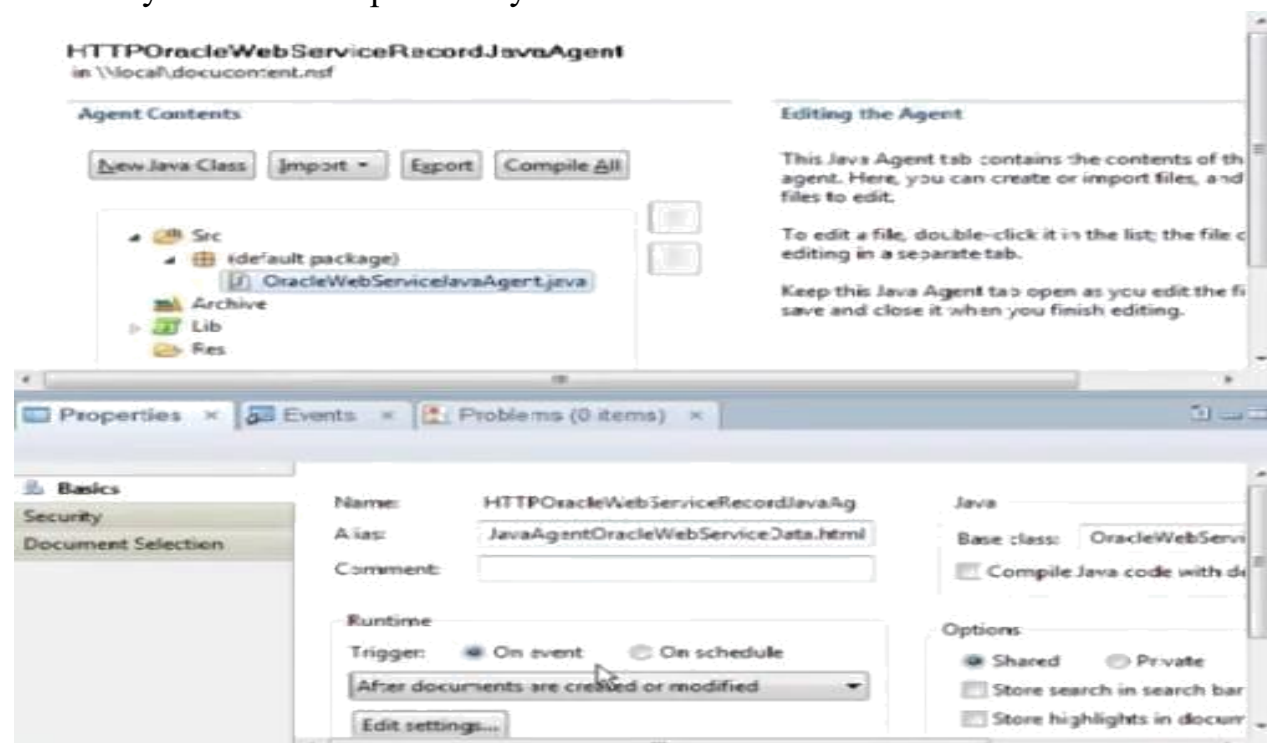 HTTPOracleWebServiceRecordJavaAgent
in \\local\docucontent.nsf
Agent Contents
New Java Class Import Export Compile All
Src
(default package)
OracleWebServiceJavaAgent.java
Archive
Lib
Res
Editing the Agent
This Java Agent tab contains the contents of th
agent. Here, you can create or import files, and
files to edit.
To edit a file, double-click it in the list; the file o
editing in a separate tab.
Keep this Java Agent tab open as you edit the fi
save and close it when you finish editing.
Properties Events Problems (0 items)
Basics
Security
Document Selection
Name: HTTPOracleWebServiceRecordJavaAg
Alias: JavaAgentOracleWebServiceData.html
Comment:
Runtime
Trigger: On event On schedule
After documents are created or modified
Edit settings...
Java
Base class: OracleWebServi
Compile Java code with de
Options
Shared Private
Store search in search bar
Store highlights in docum